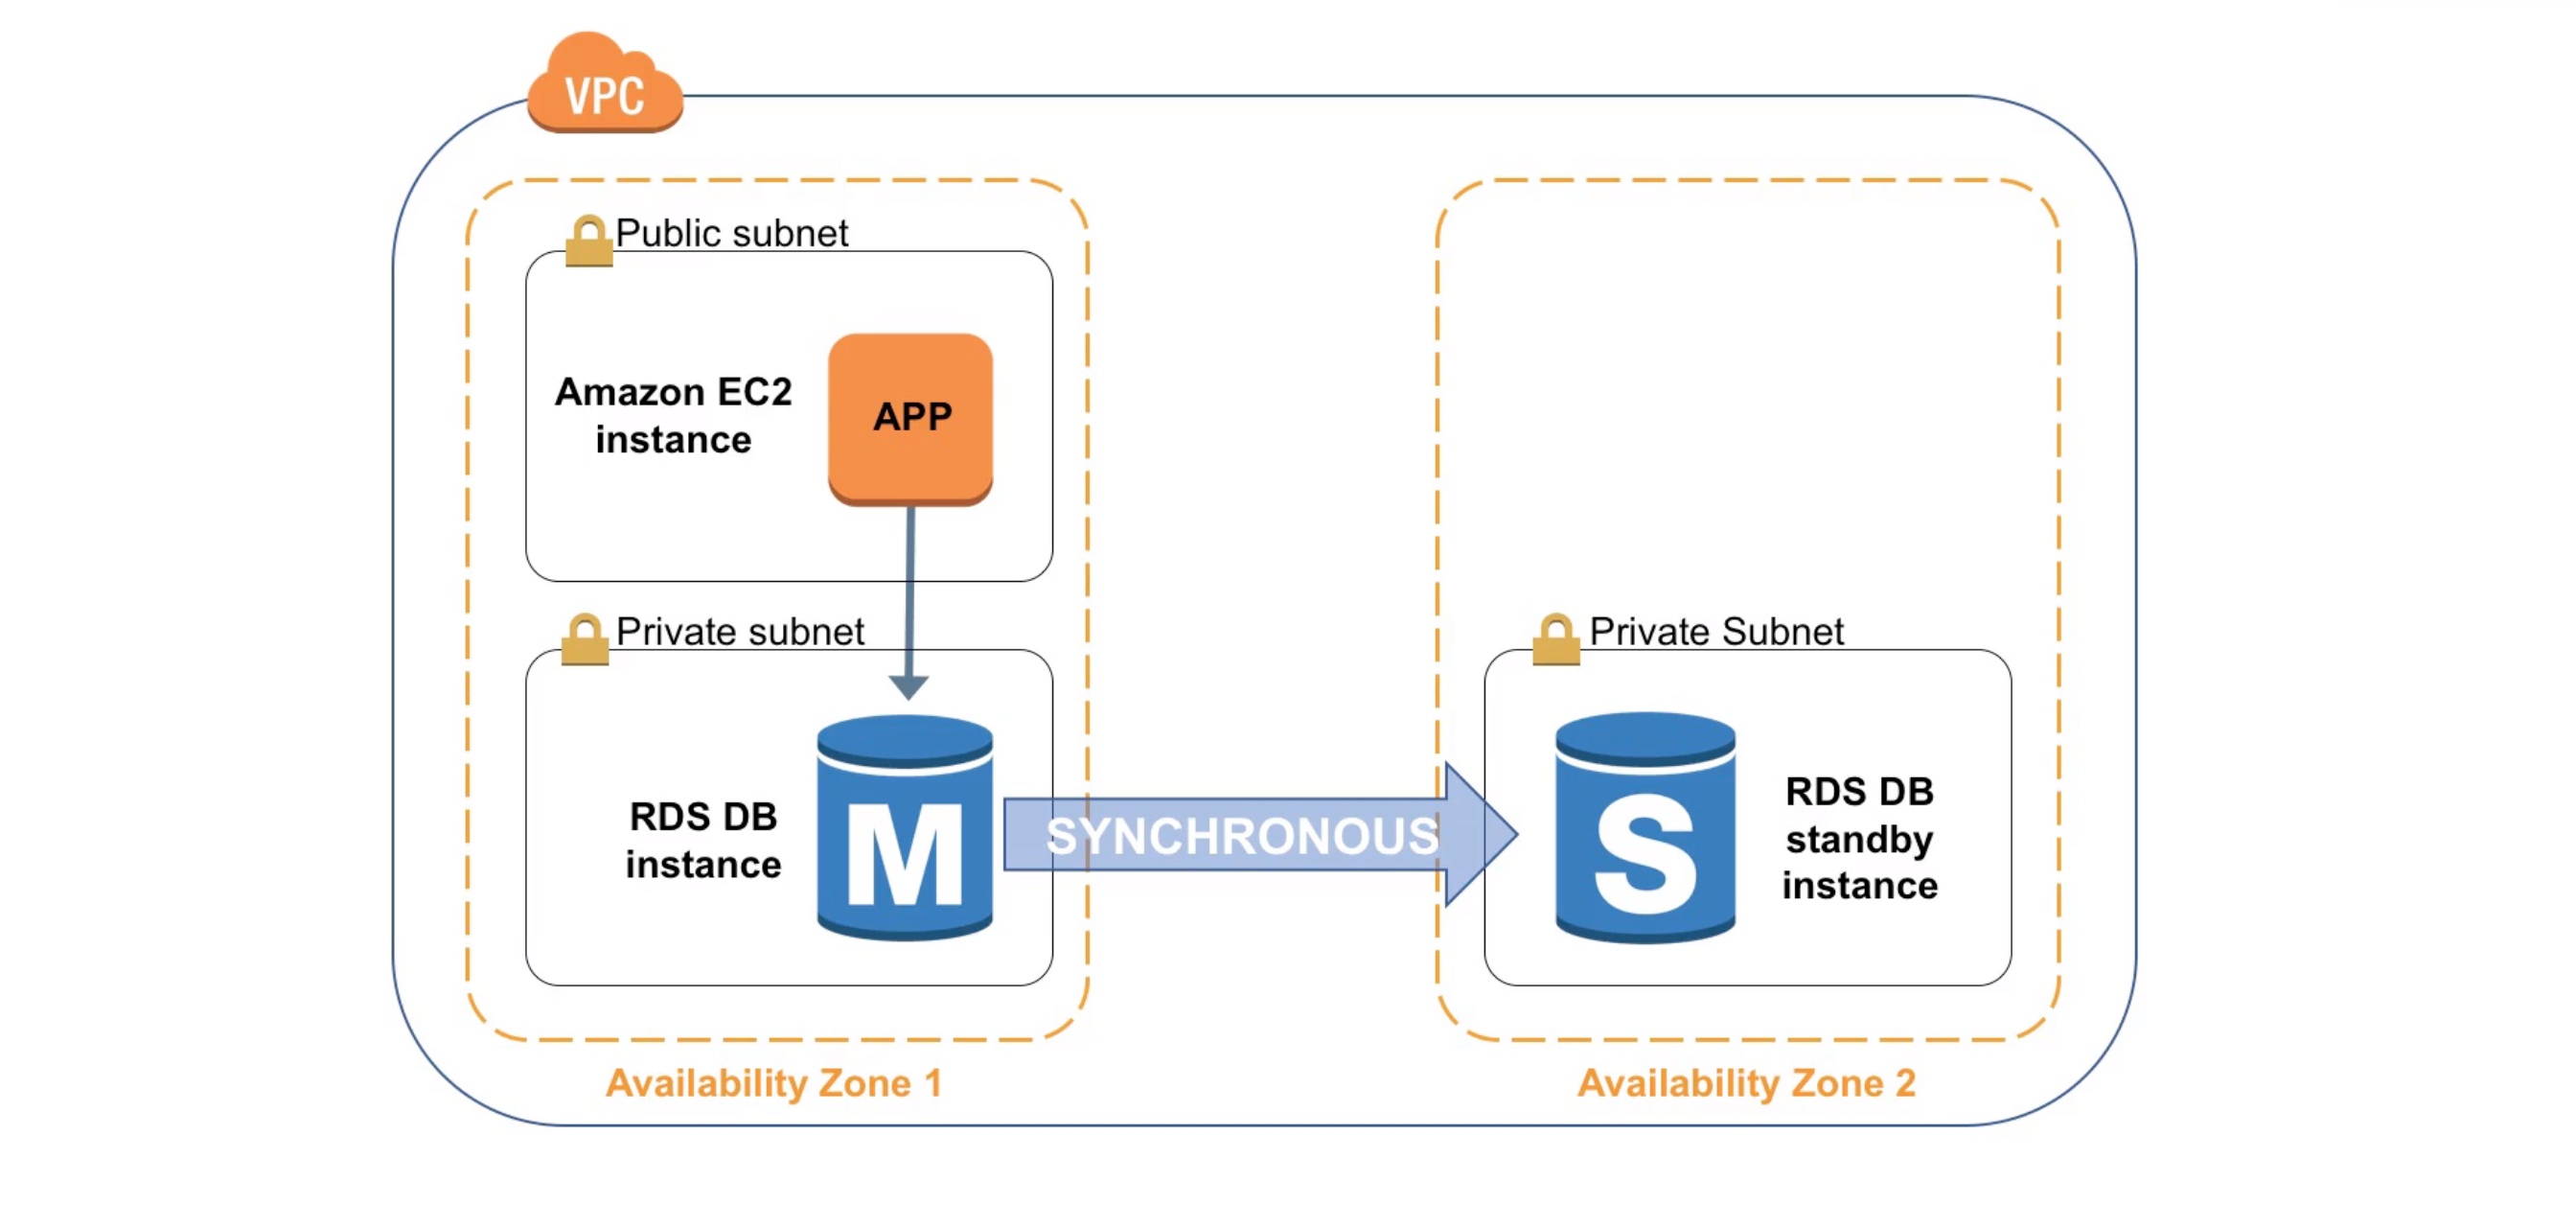 VPC
Public subnet
Amazon EC2
instance
APP
Private subnet
RDS DB
instance
M
SYNCHRONOUS
Private Subnet
S
RDS DB
standby
instance
Availability Zone 1
Availability Zone 2